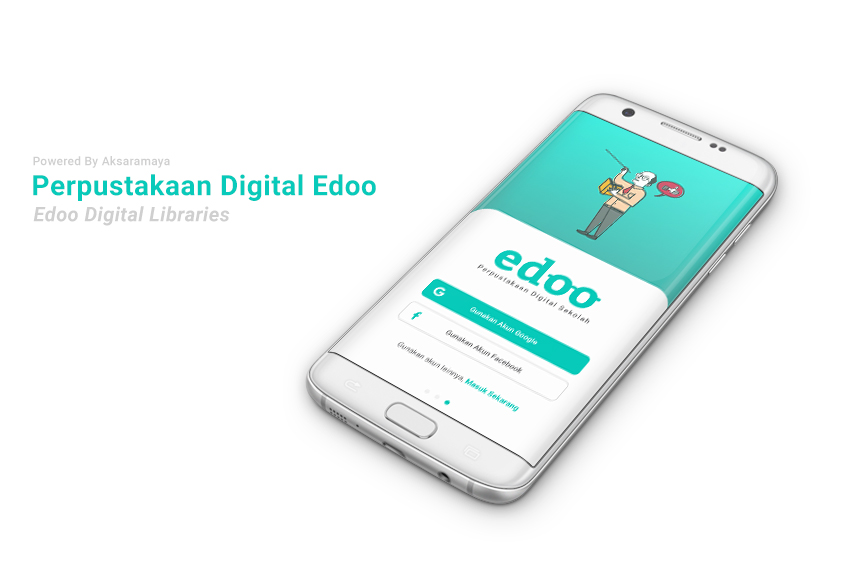 Powered By Aksaramaya
Perpustakaan Digital Edoo
Edoo Digital Libraries
edoo
Perpustakaan Digital Sekolah
G
Gunakan Akun Google
f
Gunakan Akun Facebook
Gunakan akun lainnya, Masuk Sekarang